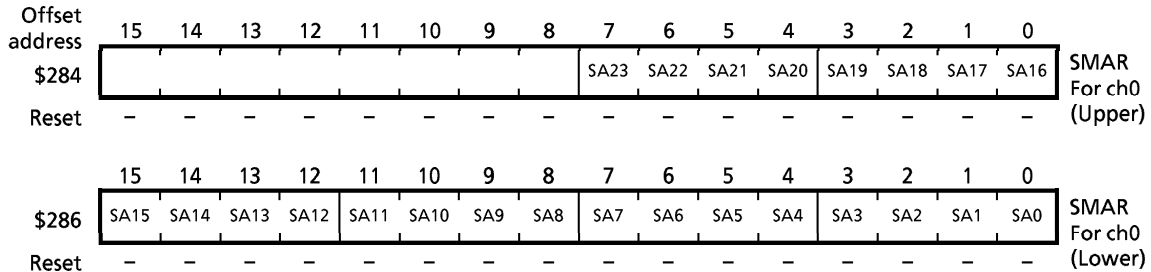 Offset address 15 14 13 12 11 10 9 8 7 6 5 4 3 2 1 0
$284 SA23 SA22 SA21 SA20 SA19 SA18 SA17 SA16 SMAR For ch0 (Upper)
Reset – – – – – – – – – – – – – – – –
15 14 13 12 11 10 9 8 7 6 5 4 3 2 1 0
$286 SA15 SA14 SA13 SA12 SA11 SA10 SA9 SA8 SA7 SA6 SA5 SA4 SA3 SA2 SA1 SA0 SMAR For ch0 (Lower)
Reset – – – – – – – – – – – – – – – –